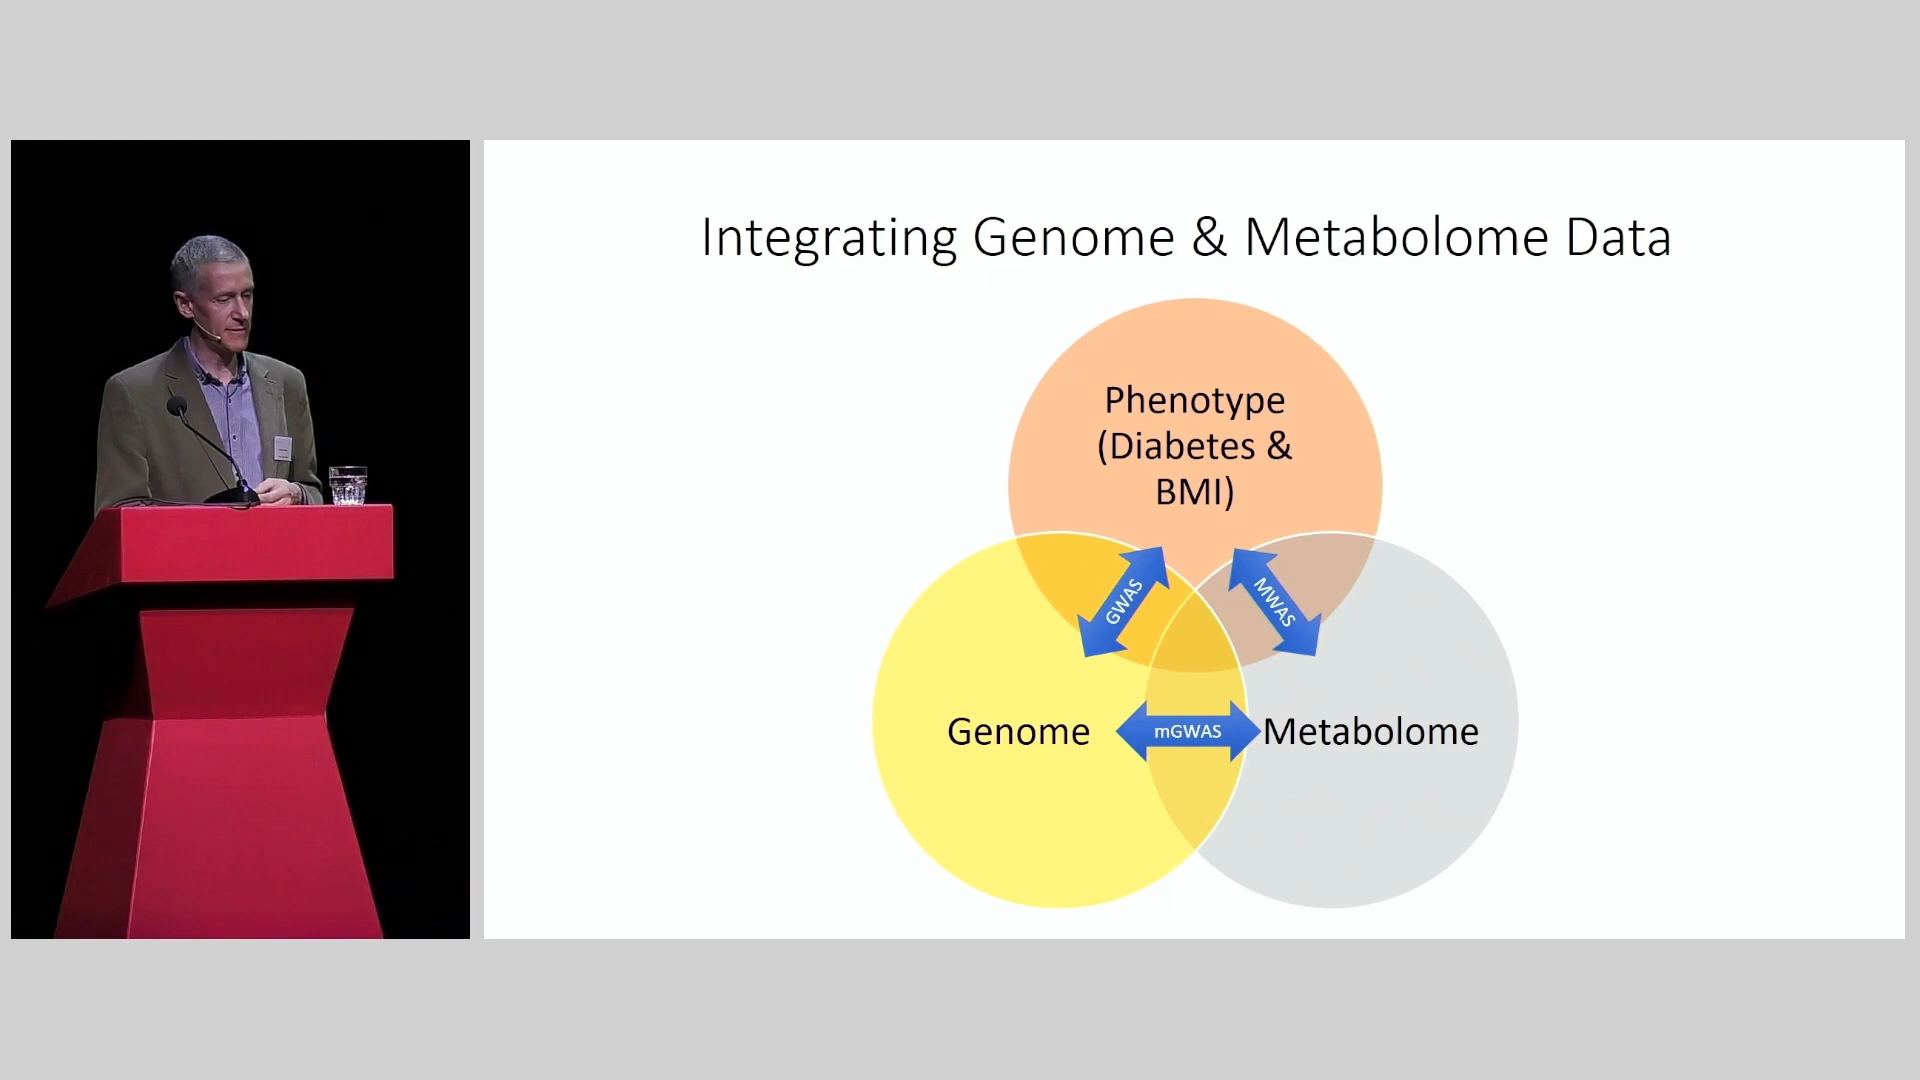 Integrating Genome & Metabolome Data
Phenotype
(Diabetes &
BMI)
GWAS
MWAS
Genome
mGWAS
Metabolome